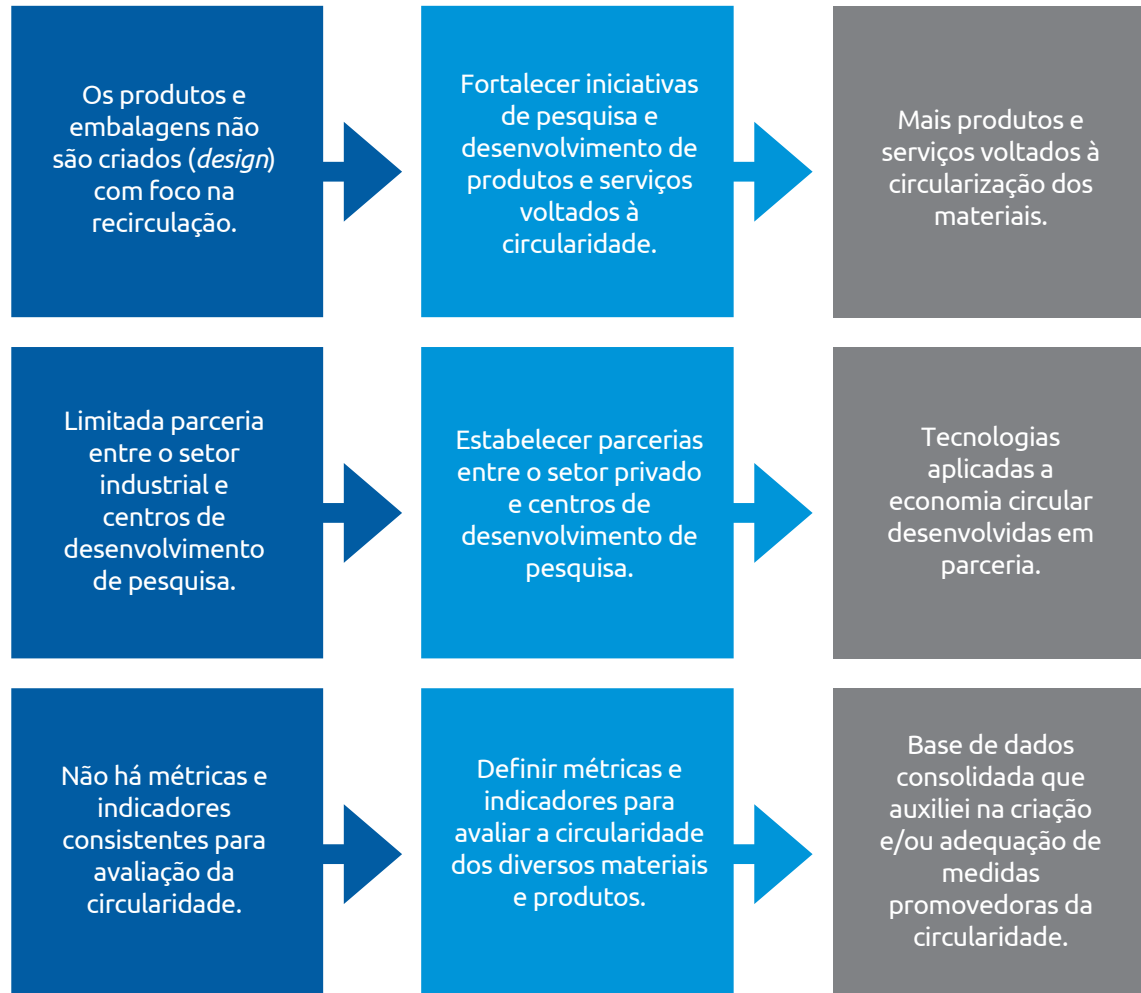 Os produtos e
embalagens não
são criados (design)
com foco na
recirculação.
Fortalecer iniciativas
de pesquisa e
desenvolvimento de
produtos e serviços
voltados à
circularidade.
Mais produtos e
serviços voltados à
circularização dos
materiais.
Limitada parceria
entre o setor
industrial e
centros de
desenvolvimento
de pesquisa.
Estabelecer parcerias
entre o setor privado
e centros de
desenvolvimento de
pesquisa.
Tecnologias
aplicadas a
economia circular
desenvolvidas em
parceria.
Não há métricas e
indicadores
consistentes para
avaliação da
circularidade.
Definir métricas e
indicadores para
avaliar a circularidade
dos diversos materiais
e produtos.
Base de dados
consolidada que
auxiliei na criação
e/ou adequação de
medidas
promovedoras da
circularidade.